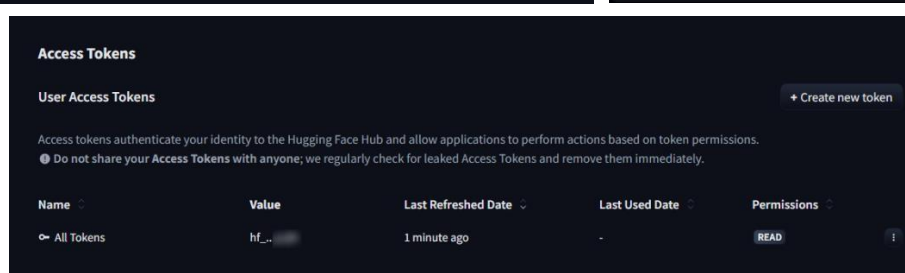 Access Tokens
User Access Tokens
+ Create new token
Access tokens authenticate your identity to the Hugging Face Hub and allow applications to perform actions based on token permissions.
Do not share your Access Tokens with anyone; we regularly check for leaked Access Tokens and remove them immediately.
Name Value Last Refreshed Date Last Used Date Permissions
All Tokens hf_.. 1 minute ago - READ